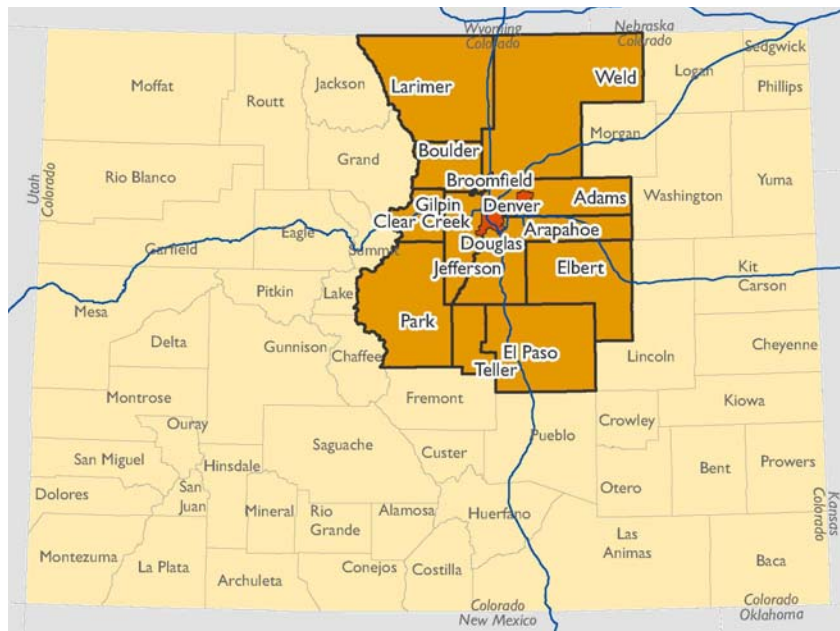 Wyoming
Colorado
Nebraska
Colorado
Sedgwick
Larimer
Weld
Logan
Moffat
Jackson
Phillips
Routt
Morgan
Boulder
Grand
Rio Blanco
Utah
Colorado
Broomfield
Yuma
Washington
Adams
Gilpin
Denver
Clear Creek
Arapahoe
Eagle
Douglas
Garfield
Summit
Jefferson
Elbert
Kit
Carson
Pitkin
Lake
Mesa
Park
Delta
Gunnison
Chaffee
El Paso
Lincoln
Cheyenne
Teller
Montrose
Fremont
Kiowa
Ouray
Crowley
Pueblo
Saguache
Custer
San Miguel
Hinsdale
Bent
Prowers
Otero
Dolores
San
Juan
Mineral
Rio
Grande
Alamosa
Huerfano
Kansas
Colorado
Las
Animas
Montezuma
La Plata
Archuleta
Conejos
Costilla
Baca
Colorado
New Mexico
Colorado
Oklahoma